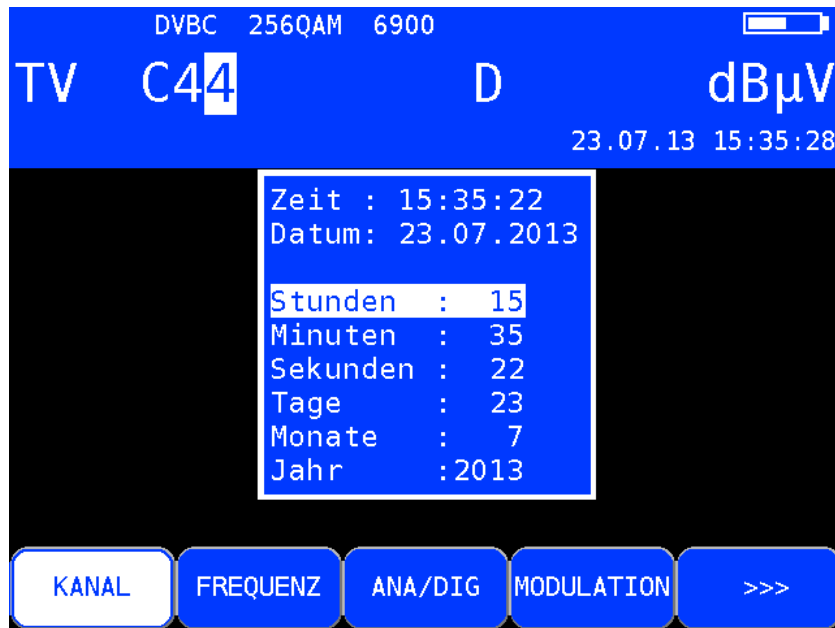 DVBC 256QAM 6900
TV C44 D dBµV
23.07.13 15:35:28
Zeit : 15:35:22
Datum: 23.07.2013
Stunden : 15
Minuten : 35
Sekunden : 22
Tage : 23
Monate : 7
Jahr :2013
KANAL FREQUENZ ANA/DIG MODULATION >>>